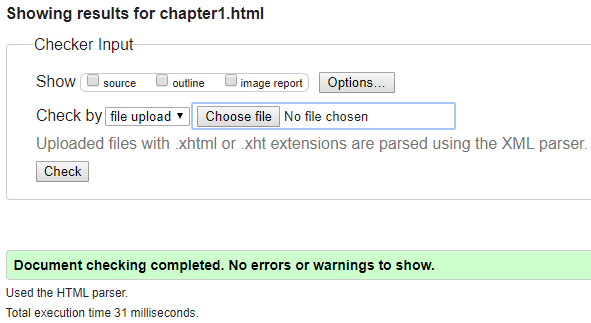 Showing results for chapter1.html
Checker Input
Show source outline image report Options...
Check by file upload Choose file No file chosen
Uploaded files with .xhtml or .xht extensions are parsed using the XML parser.
Check
Document checking completed. No errors or warnings to show.
Used the HTML parser.
Total execution time 31 milliseconds.